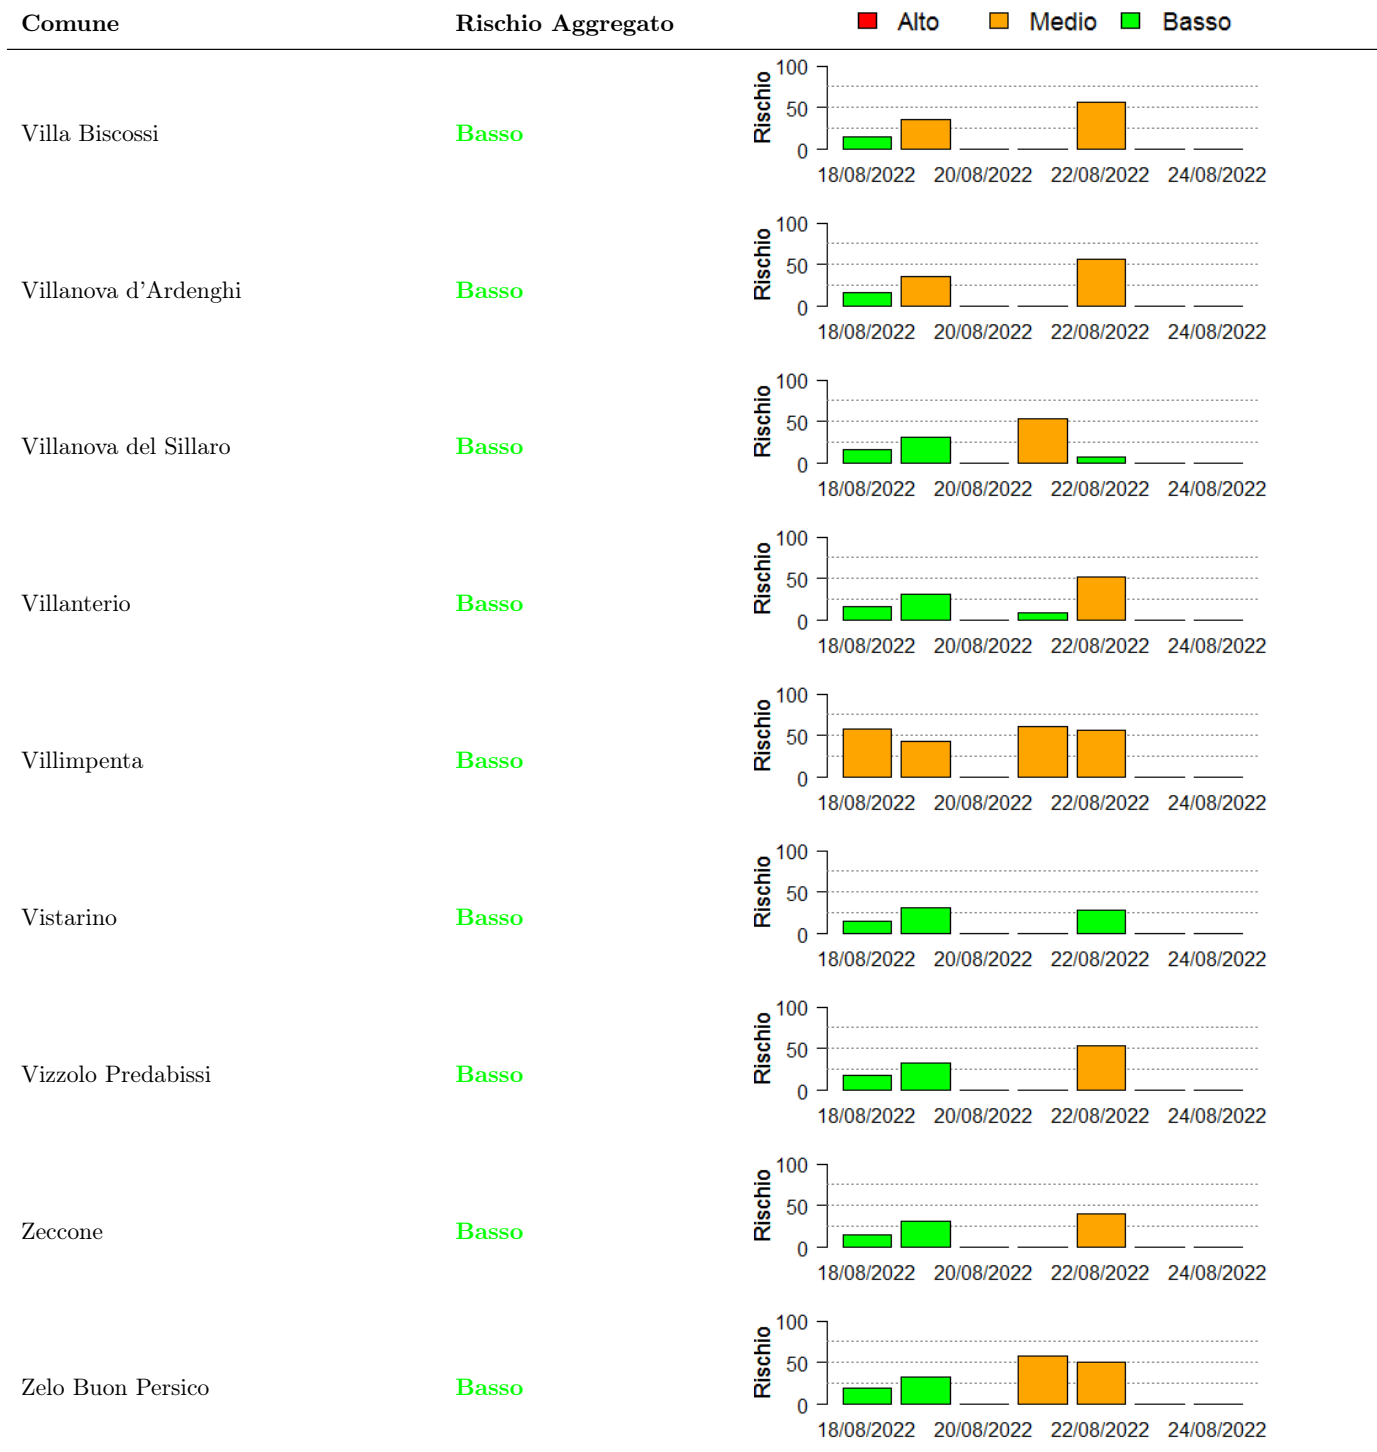 Comune Rischio Aggregato Alto Medio Basso
100
50
0
Rischio
Villa Biscossi Basso
18/08/2022 20/08/2022 22/08/2022 24/08/2022
100
50
0
Rischio
Villanova d'Ardenghi Basso
18/08/2022 20/08/2022 22/08/2022 24/08/2022
100
50
0
Rischio
Villanova del Sillaro Basso
18/08/2022 20/08/2022 22/08/2022 24/08/2022
100
50
0
Rischio
Villanterio Basso
18/08/2022 20/08/2022 22/08/2022 24/08/2022
100
50
0
Rischio
Villimpenta Basso
18/08/2022 20/08/2022 22/08/2022 24/08/2022
100
50
0
Rischio
Vistarino Basso
18/08/2022 20/08/2022 22/08/2022 24/08/2022
100
50
0
Rischio
Vizzolo Predabissi Basso
18/08/2022 20/08/2022 22/08/2022 24/08/2022
100
50
0
Rischio
Zeccone Basso
18/08/2022 20/08/2022 22/08/2022 24/08/2022
100
50
0
Rischio
Zelo Buon Persico Basso
18/08/2022 20/08/2022 22/08/2022 24/08/2022